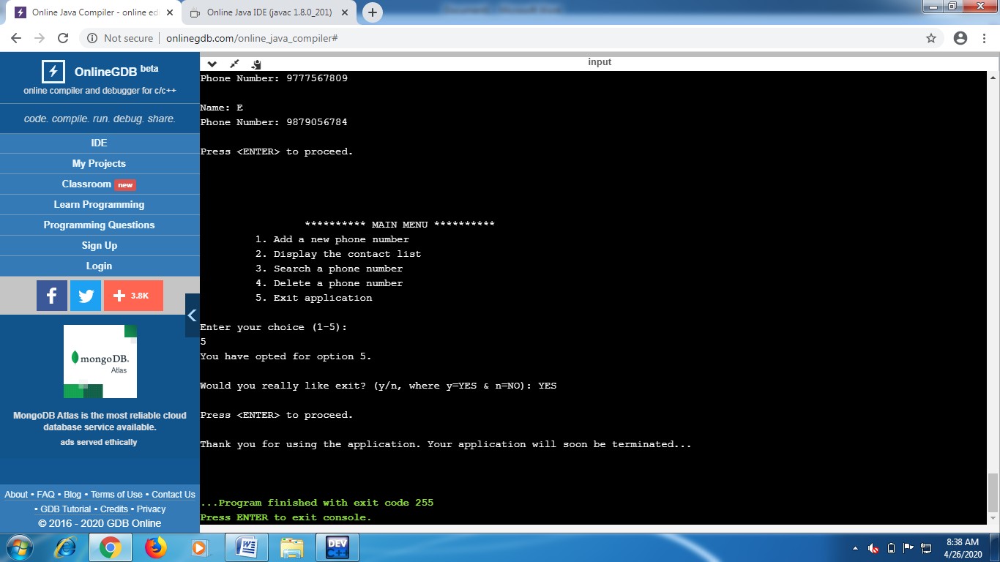 Online Java Compiler - online ed
Online Java IDE (javac 1.8.0_201)
Not secure | onlinegdb.com/online_java_compiler#
OnlineGDB beta
online compiler and debugger for c/c++
code. compile. run. debug. share.
IDE
My Projects
Classroom new
Learn Programming
Programming Questions
Sign Up
Login
3.8K
mongoDB.
Atlas
MongoDB Atlas is the most reliable cloud
database service available.
ads served ethically
About • FAQ • Blog • Terms of Use • Contact Us
• GDB Tutorial • Credits • Privacy
© 2016 - 2020 GDB Online
input
Phone Number: 9777567809
Name: E
Phone Number: 9879056784
Press <ENTER> to proceed.
********** MAIN MENU **********
1. Add a new phone number
2. Display the contact list
3. Search a phone number
4. Delete a phone number
5. Exit application
Enter your choice (1-5):
5
You have opted for option 5.
Would you really like exit? (y/n, where y=YES & n=NO): YES
Press <ENTER> to proceed.
Thank you for using the application. Your application will soon be terminated...
...Program finished with exit code 255
Press ENTER to exit console.
DEV
C++
8:38 AM
4/26/2020